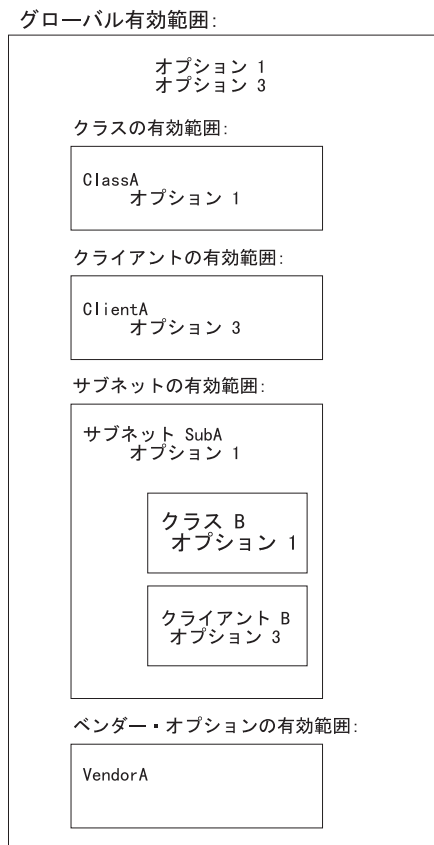 グローバル有効範囲:
オプション 1
オプション 3
クラスの有効範囲:
ClassA
オプション 1
クライアントの有効範囲:
ClientA
オプション 3
サブネットの有効範囲:
サブネット SubA
オプション 1
クラス B
オプション 1
クライアント B
オプション 3
ベンダー・オプションの有効範囲:
VendorA